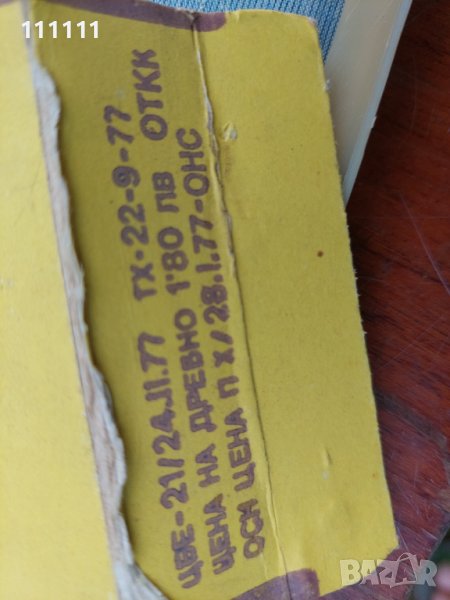 111111
ЦВЕ-21/24.II.77 ТХ-22-9-77
ЦЕНА НА ДРЕБНО 1.80 ЛВ ОТКК
ОСН ЦЕНА П Х/28.I.77-ОНС
BAZAR